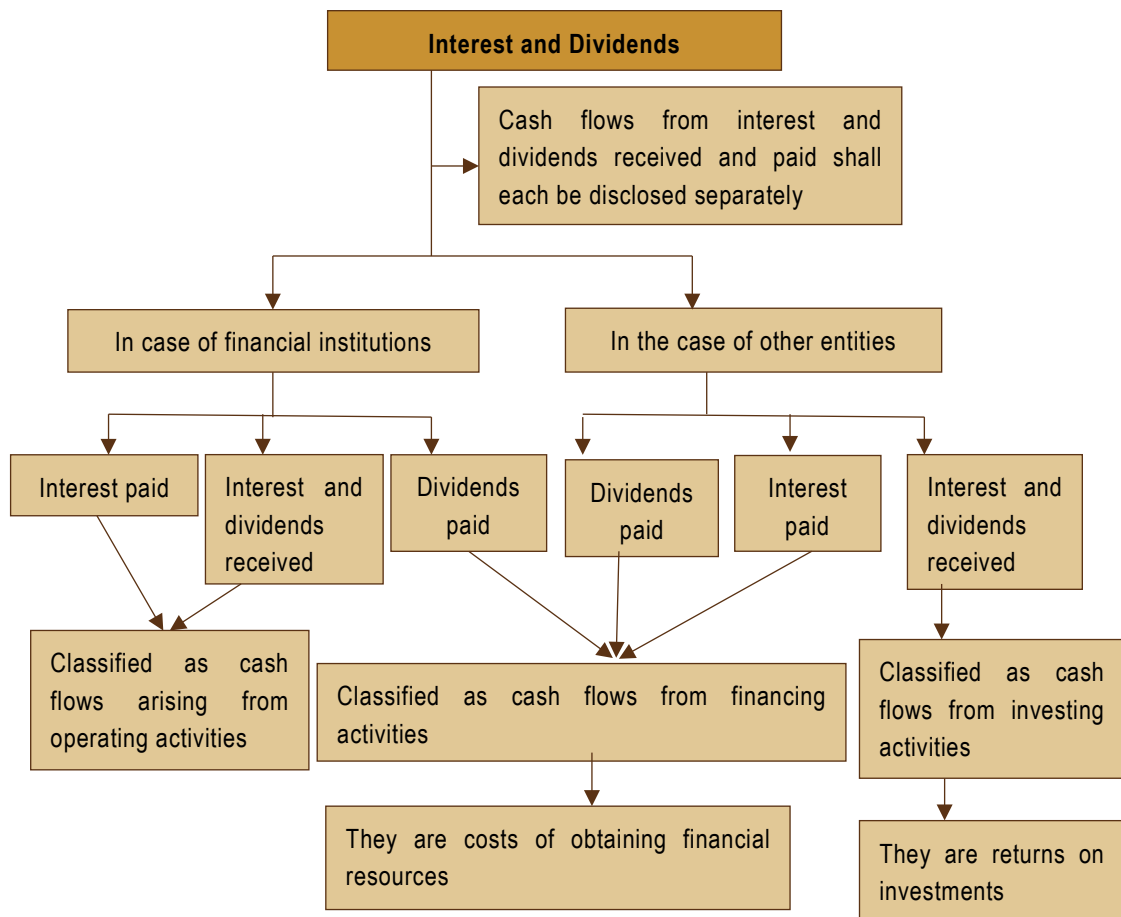 Interest and Dividends
Cash flows from interest and
dividends received and paid shall
each be disclosed separately
In case of financial institutions
In the case of other entities
Interest paid
Interest and
dividends
received
Dividends
paid
Dividends
paid
Interest
paid
Interest and
dividends
received
Classified as cash
flows arising from
operating activities
Classified as cash flows from financing
activities
Classified as cash
flows from investing
activities
They are costs of obtaining financial
resources
They are returns on
investments